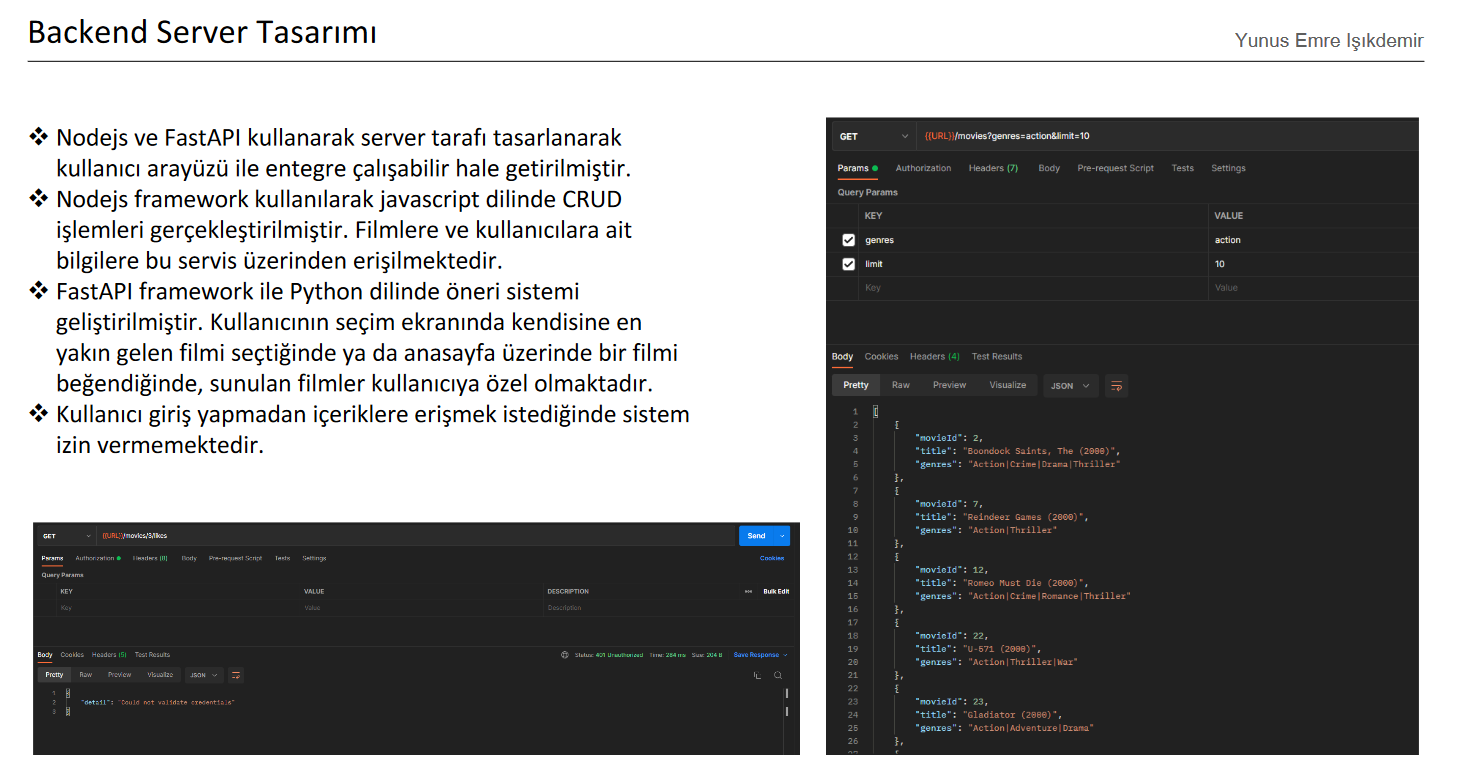 Backend Server Tasarımı
Yunus Emre Işıkdemir
❖ Nodejs ve FastAPI kullanarak server tarafı tasarlanarak
kullanıcı arayüzü ile entegre çalışabilir hale getirilmiştir.
❖ Nodejs framework kullanılarak javascript dilinde CRUD
işlemleri gerçekleştirilmiştir. Filmlere ve kullanıcılara ait
bilgilere bu servis üzerinden erişilmektedir.
❖ FastAPI framework ile Python dilinde öneri sistemi
geliştirilmiştir. Kullanıcının seçim ekranında kendisine en
yakın gelen filmi seçtiğinde ya da anasayfa üzerinde bir filmi
beğendiğinde, sunulan filmler kullanıcıya özel olmaktadır.
❖ Kullanıcı giriş yapmadan içeriklere erişmek istediğinde sistem
izin vermemektedir.
GET {{URL}}/movies/3/likes Send
Params Authorization Headers (8) Body Pre-request Script Tests Settings Cookies
Query Params
KEY VALUE DESCRIPTION ••• Bulk Edit
Key Value Description
Body Cookies Headers (5) Test Results Status: 401 Unauthorized Time: 284 ms Size: 204 B Save Response
Pretty Raw Preview Visualize JSON
1 {
2 "detail": "Could not validate credentials"
3 }
GET {{URL}}/movies?genres=action&limit=10
Params Authorization Headers (7) Body Pre-request Script Tests Settings
Query Params
KEY VALUE
genres action
limit 10
Key Value
Body Cookies Headers (4) Test Results
Pretty Raw Preview Visualize JSON
1 [
2 {
3 "movieId": 2,
4 "title": "Boondock Saints, The (2000)",
5 "genres": "Action|Crime|Drama|Thriller"
6 },
7 {
8 "movieId": 7,
9 "title": "Reindeer Games (2000)",
10 "genres": "Action|Thriller"
11 },
12 {
13 "movieId": 12,
14 "title": "Romeo Must Die (2000)",
15 "genres": "Action|Crime|Romance|Thriller"
16 },
17 {
18 "movieId": 22,
19 "title": "U-571 (2000)",
20 "genres": "Action|Thriller|War"
21 },
22 {
23 "movieId": 23,
24 "title": "Gladiator (2000)",
25 "genres": "Action|Adventure|Drama"
26 },